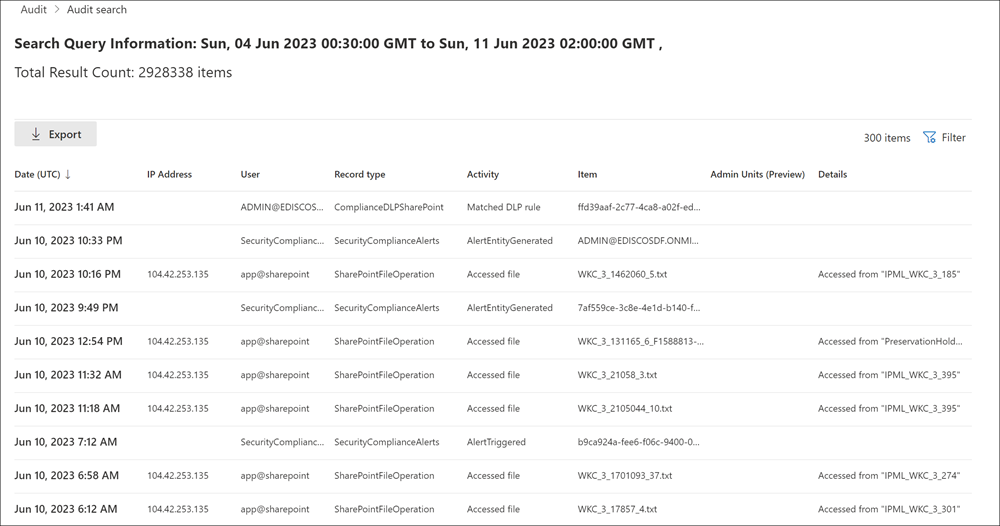 Audit > Audit search
Search Query Information: Sun, 04 Jun 2023 00:30:00 GMT to Sun, 11 Jun 2023 02:00:00 GMT ,
Total Result Count: 2928338 items
Export
300 items Filter
Date (UTC) ↓ IP Address User Record type Activity Item Admin Units (Preview) Details
Jun 11, 2023 1:41 AM ADMIN@EDISCOS... ComplianceDLPSharePoint Matched DLP rule ffd39aaf-2c77-4ca8-a02f-ed...
Jun 10, 2023 10:33 PM SecurityComplianc... SecurityComplianceAlerts AlertEntityGenerated ADMIN@EDISCOSDF.ONMI...
Jun 10, 2023 10:16 PM 104.42.253.135 app@sharepoint SharePointFileOperation Accessed file WKC_3_1462060_5.txt Accessed from "IPML_WKC_3_185"
Jun 10, 2023 9:49 PM SecurityComplianc... SecurityComplianceAlerts AlertEntityGenerated 7af559ce-3c8e-4e1d-b140-f...
Jun 10, 2023 12:54 PM 104.42.253.135 app@sharepoint SharePointFileOperation Accessed file WKC_3_131165_6_F1588813-... Accessed from "PreservationHold...
Jun 10, 2023 11:32 AM 104.42.253.135 app@sharepoint SharePointFileOperation Accessed file WKC_3_21058_3.txt Accessed from "IPML_WKC_3_395"
Jun 10, 2023 11:18 AM 104.42.253.135 app@sharepoint SharePointFileOperation Accessed file WKC_3_2105044_10.txt Accessed from "IPML_WKC_3_395"
Jun 10, 2023 7:12 AM SecurityComplianc... SecurityComplianceAlerts AlertTriggered b9ca924a-fee6-f06c-9400-0...
Jun 10, 2023 6:58 AM 104.42.253.135 app@sharepoint SharePointFileOperation Accessed file WKC_3_1701093_37.txt Accessed from "IPML_WKC_3_274"
Jun 10, 2023 6:12 AM 104.42.253.135 app@sharepoint SharePointFileOperation Accessed file WKC_3_17857_4.txt Accessed from "IPML_WKC_3_301"